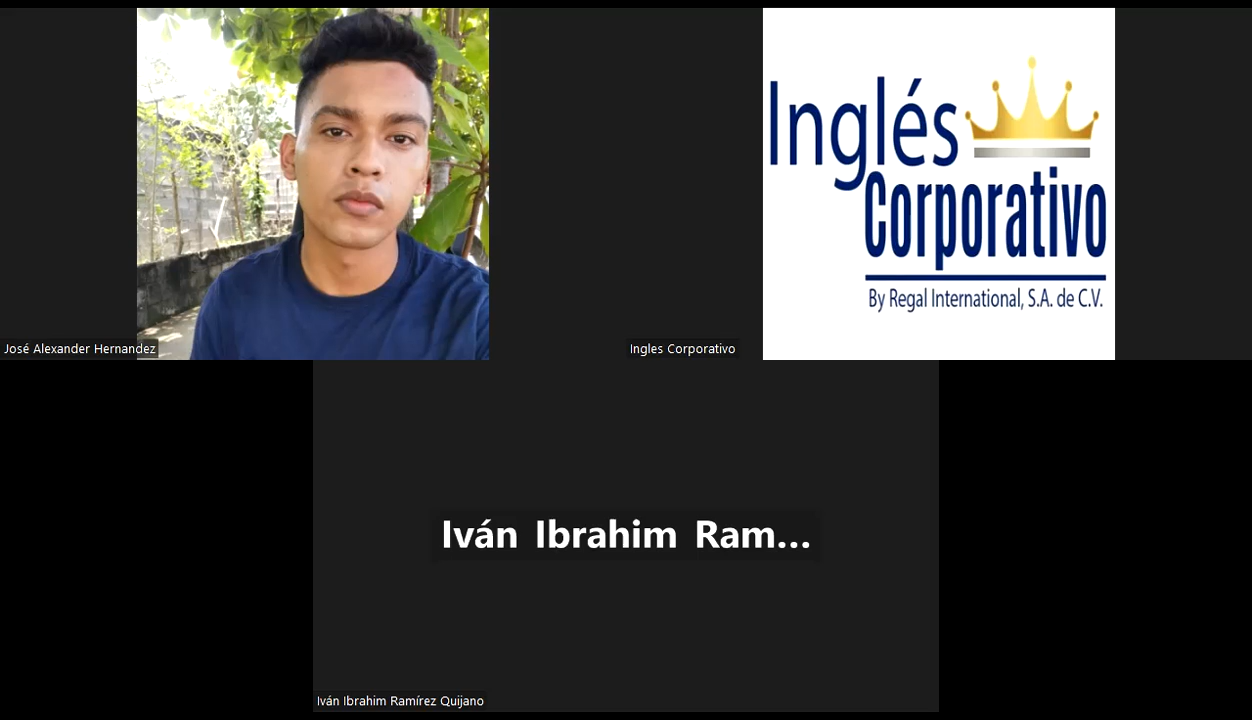 Inglés
Corporativo
By Regal International, S.A. de C.V.
José Alexander Hernandez
Ingles Corporativo
Iván Ibrahim Ram...
Iván Ibrahim Ramírez Quijano